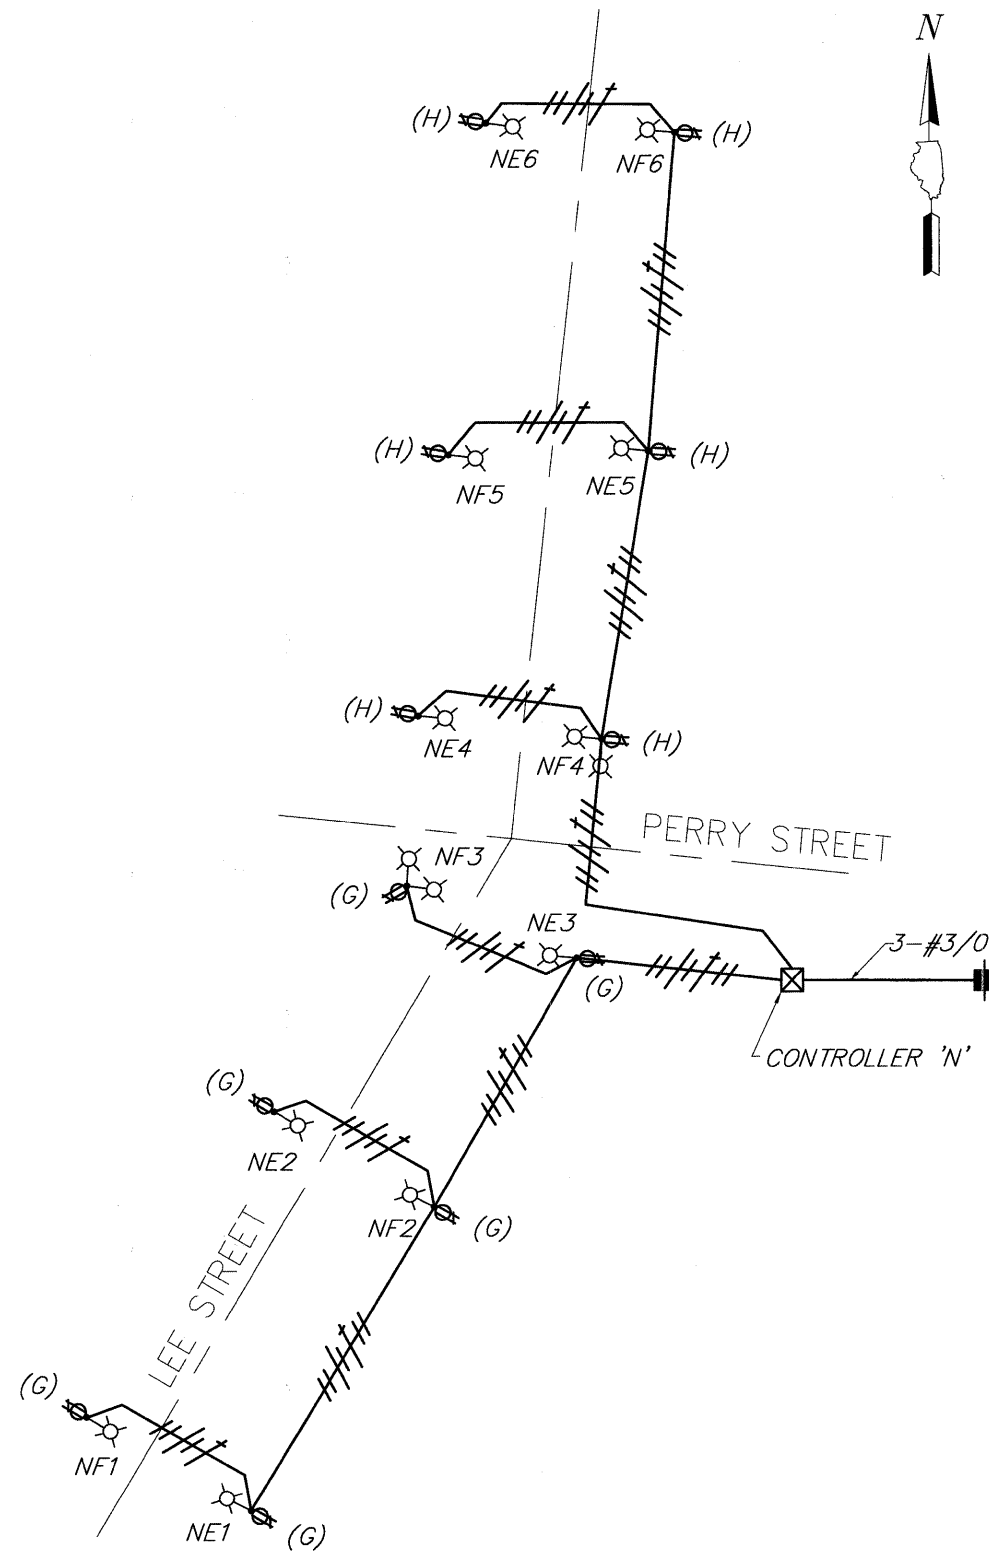 N
(H)
(H)
NE6
NF6
(H)
(H)
NF5
NE5
(H)
(H)
NE4
NF4
PERRY STREET
NF3
(G)
NE3
3-#3/0
(G)
CONTROLLER 'N'
(G)
NE2
NF2
(G)
LEE STREET
(G)
NF1
NE1
(G)